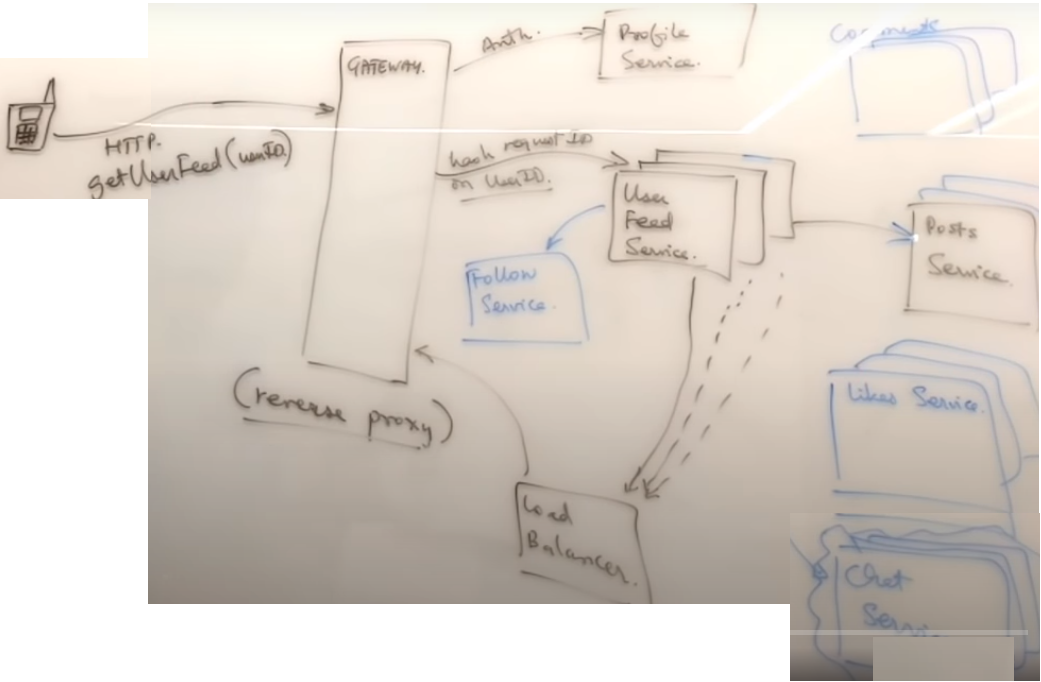 GATEWAY.
Auth.
Profile
Service.
Comments
HTTP.
getUserFeed(userID)
hash request ID
on UserID.
User
Feed
Service.
Follow
Service.
Posts
Service.
Likes Service.
(reverse proxy)
Load
Balancer.
Chat